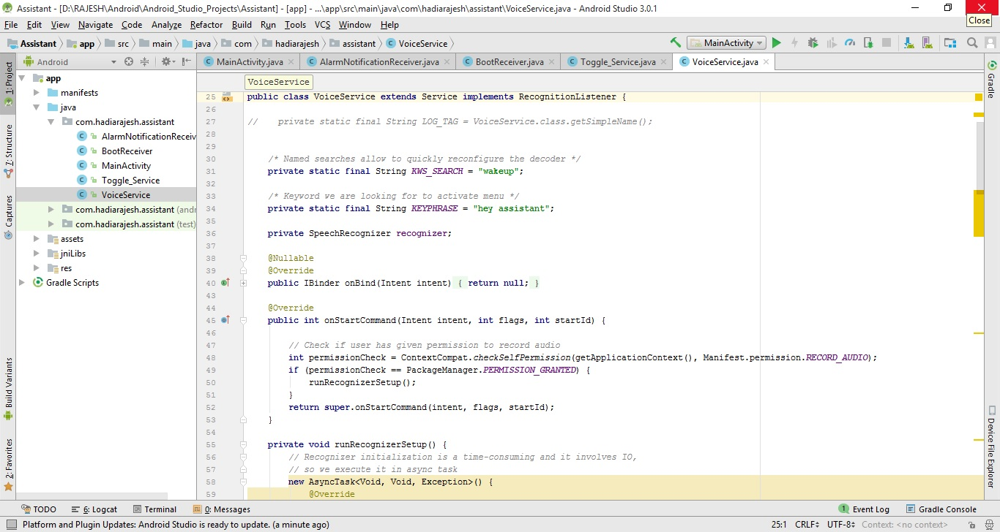 Assistant - [D:\RAJESH\Android\Android_Studio_Projects\Assistant] - [app] - ...\app\src\main\java\com\hadiarajesh\assistant\VoiceService.java - Android Studio 3.0.1
Close
File Edit View Navigate Code Analyze Refactor Build Run Tools VCS Window Help
Assistant app src main java com hadiarajesh assistant VoiceService MainActivity
Android MainActivity.java AlarmNotificationReceiver.java BootReceiver.java Toggle_Service.java VoiceService.java
1: Project
7: Structure
Captures
Build Variants
2: Favorites
app
manifests
java
com.hadiarajesh.assistant
AlarmNotificationReceiv
BootReceiver
MainActivity
Toggle_Service
VoiceService
com.hadiarajesh.assistant (andr
com.hadiarajesh.assistant (test)
assets
jniLibs
res
Gradle Scripts
VoiceService
25 public class VoiceService extends Service implements RecognitionListener {
26
27 // private static final String LOG_TAG = VoiceService.class.getSimpleName();
28
29
30 /* Named searches allow to quickly reconfigure the decoder */
31 private static final String KWS_SEARCH = "wakeup";
32
33 /* Keyword we are looking for to activate menu */
34 private static final String KEYPHRASE = "hey assistant";
35
36 private SpeechRecognizer recognizer;
37
38 @Nullable
39 @Override
40 public IBinder onBind(Intent intent) { return null; }
43
44 @Override
45 public int onStartCommand(Intent intent, int flags, int startId) {
46
47 // Check if user has given permission to record audio
48 int permissionCheck = ContextCompat.checkSelfPermission(getApplicationContext(), Manifest.permission.RECORD_AUDIO);
49 if (permissionCheck == PackageManager.PERMISSION_GRANTED) {
50 runRecognizerSetup();
51 }
52 return super.onStartCommand(intent, flags, startId);
53 }
54
55 private void runRecognizerSetup() {
56 // Recognizer initialization is a time-consuming and it involves IO,
57 // so we execute it in async task
58 new AsyncTask<Void, Void, Exception>() {
59 @Override
Gradle
Device File Explorer
TODO 6: Logcat Terminal 0: Messages 1 Event Log Gradle Console
Platform and Plugin Updates: Android Studio is ready to update. (a minute ago) 25:1 CRLF UTF-8 Context: <no context>